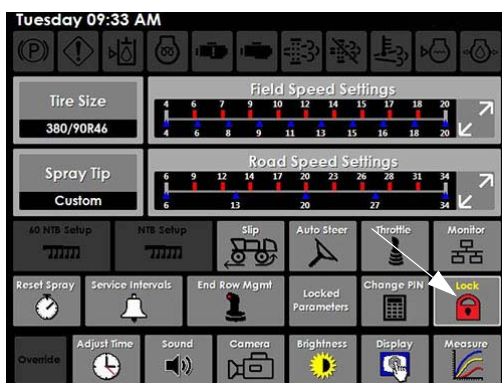 Tuesday 09:33 AM
(P)
Tire Size
380/90R46
Field Speed Settings
4 6 7 9 10 12 14 15 17 18 20
4 6 8 9 11 13 15 16 18 20
Spray Tip
Custom
Road Speed Settings
6 9 12 14 17 20 23 26 28 31 34
6 13 20 27 34
60 NTB Setup
NTB Setup
Slip
Auto Steer
Throttle
Monitor
Reset Spray
Service Intervals
End Row Mgmt
Locked
Parameters
Change PIN
Lock
Override
Adjust Time
Sound
Camera
Brightness
Display
Measure